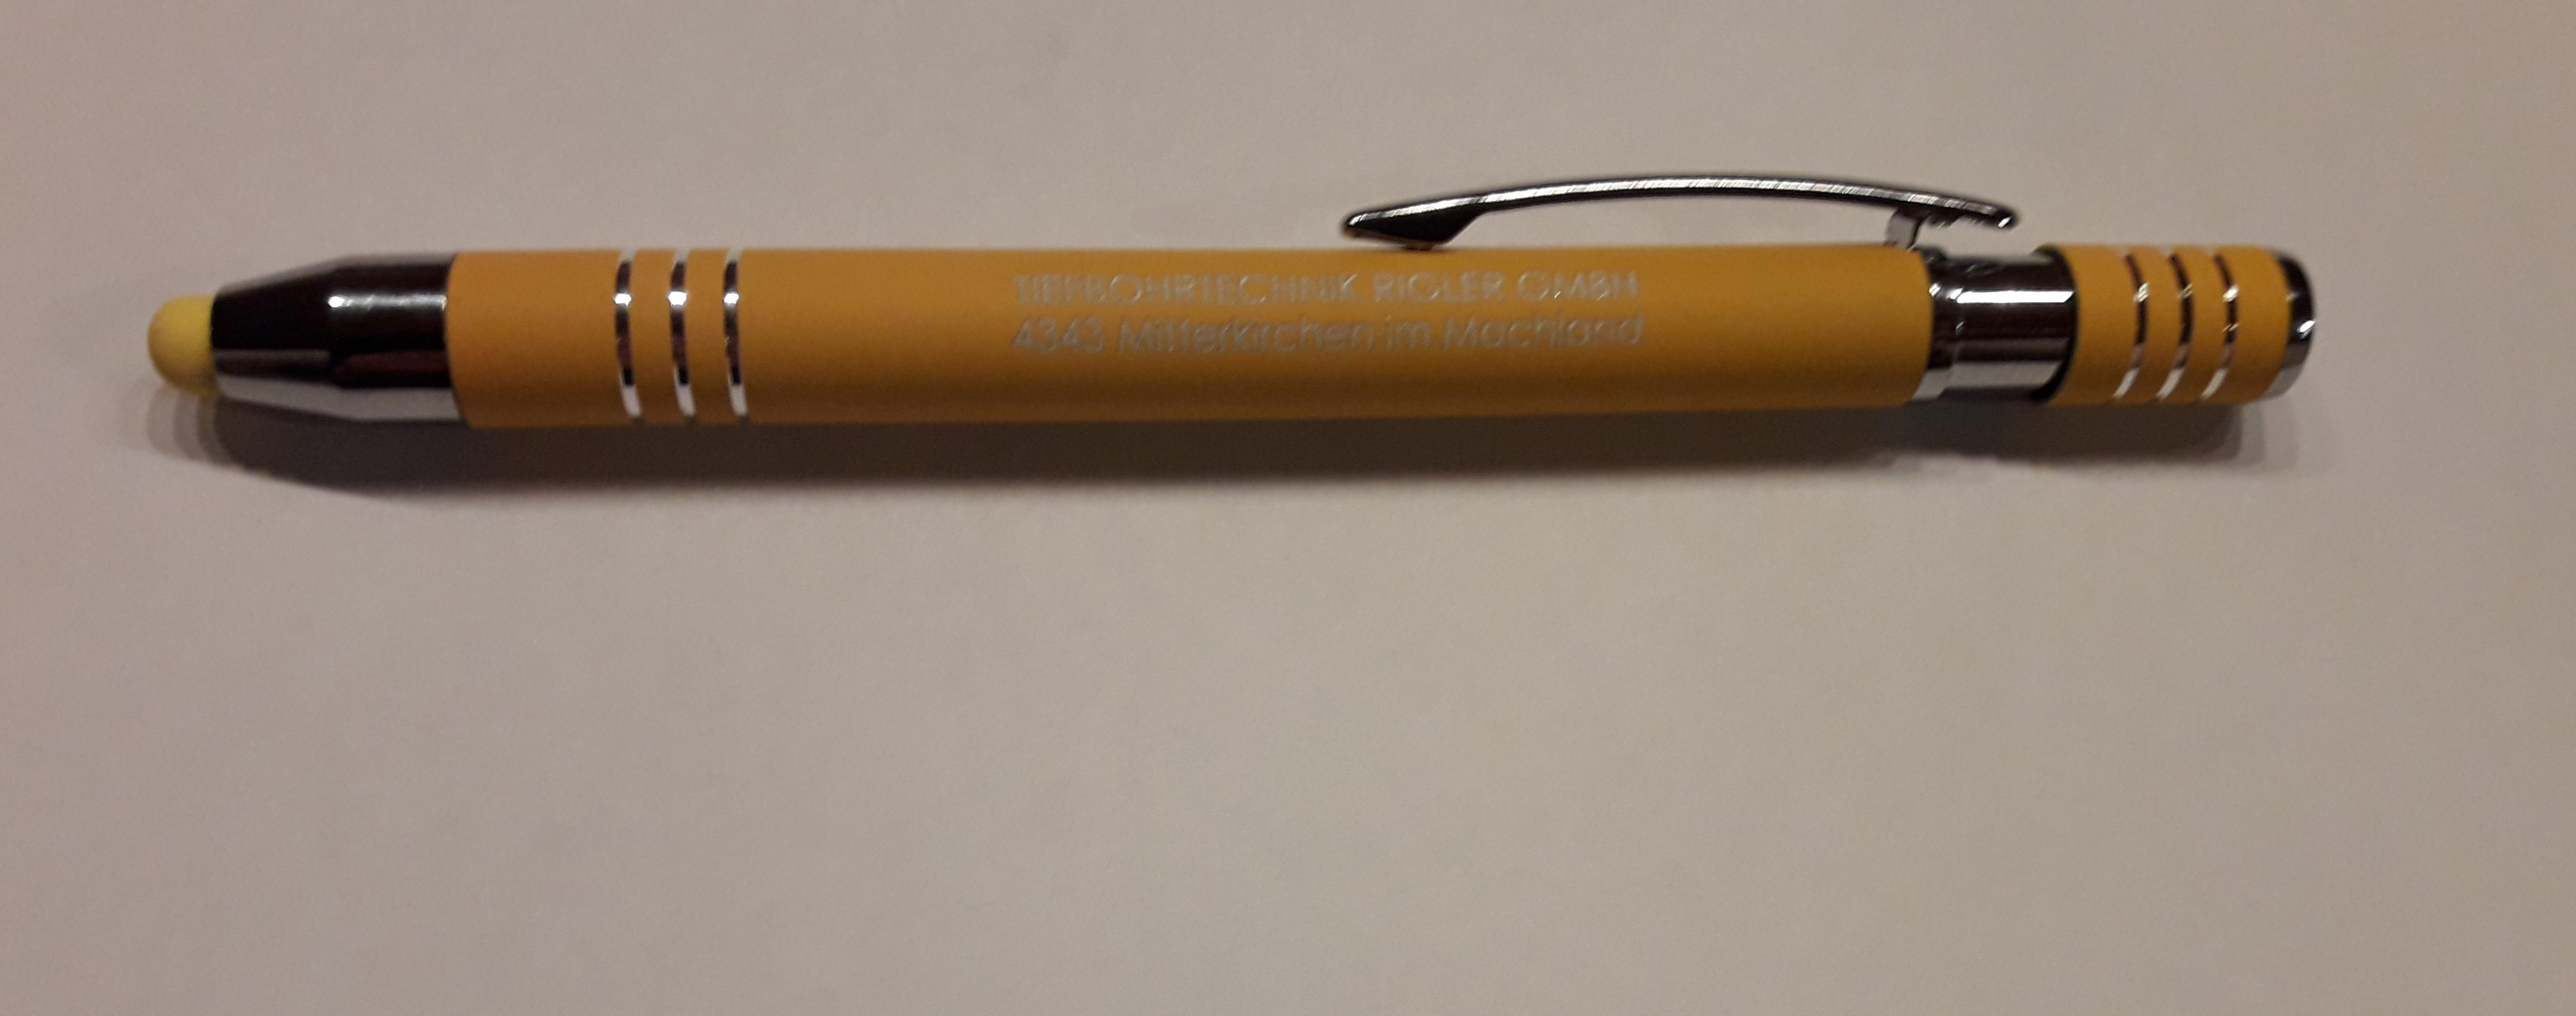 TIEFBOHRTECHNIK RIGLER GMBH
4343 Mitterkirchen im Machland